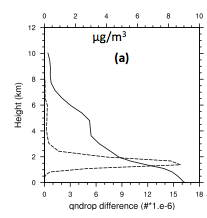 0 2 4 6 8 10
µg/m³
(a)
12
10
8
6
4
2
0
Height (km)
0 3 6 9 12 15 18
qndrop difference (#*1.e-6)